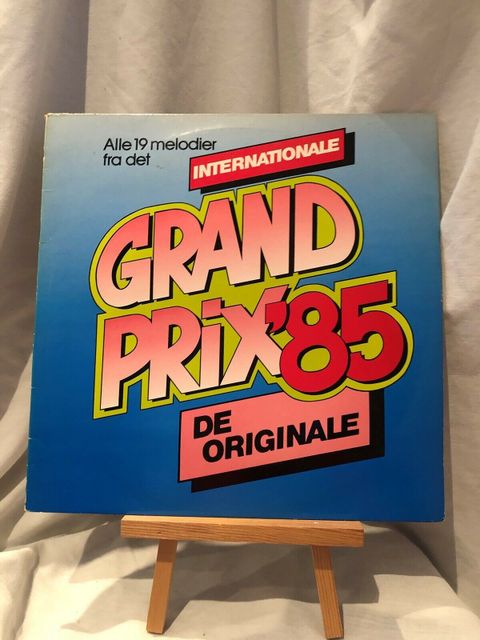 Alle 19 melodier
fra det
INTERNATIONALE
GRAND
PRiX'85
DE
ORIGINALE